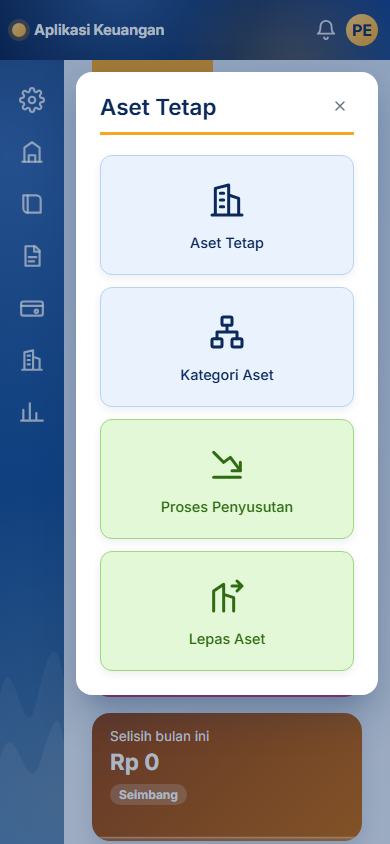 Aplikasi Keuangan
PE
Aset Tetap
Aset Tetap
Kategori Aset
Proses Penyusutan
Lepas Aset
Selisih bulan ini
Rp 0
Seimbang